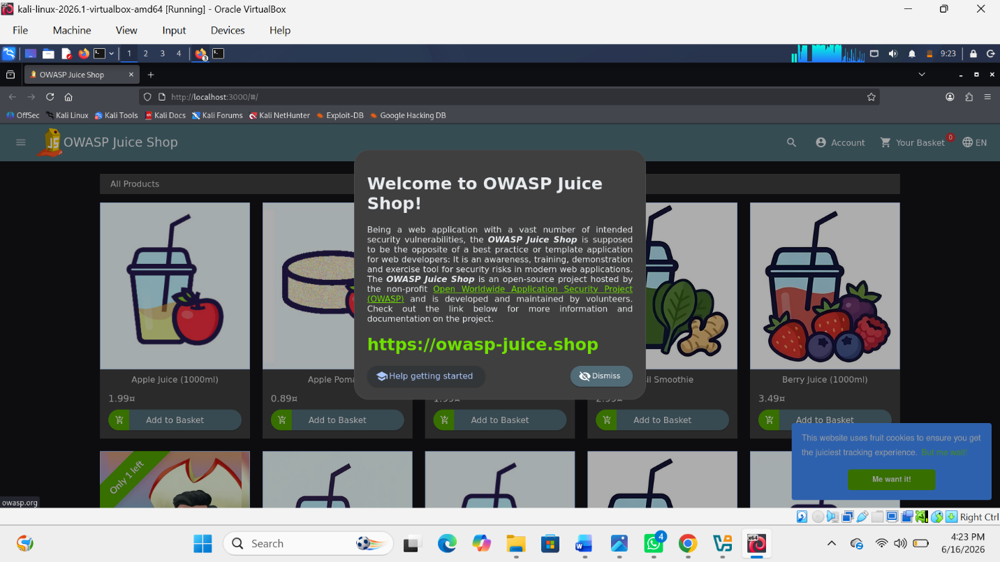 kali-linux-2026.1-virtualbox-amd64 [Running] - Oracle VirtualBox
File Machine View Input Devices Help
1 2 3 4 3 9:23
OWASP Juice Shop
http://localhost:3000/#/
OffSec Kali Linux Kali Tools Kali Docs Kali Forums Kali NetHunter Exploit-DB Google Hacking DB
JS OWASP Juice Shop Account Your Basket 0 EN
All Products
Welcome to OWASP Juice
Shop!
Being a web application with a vast number of intended
security vulnerabilities, the OWASP Juice Shop is supposed
to be the opposite of a best practice or template application
for web developers: It is an awareness, training, demonstration
and exercise tool for security risks in modern web applications.
The OWASP Juice Shop is an open-source project hosted by
the non-profit Open Worldwide Application Security Project
(OWASP) and is developed and maintained by volunteers.
Check out the link below for more information and
documentation on the project.
https://owasp-juice.shop
Help getting started Dismiss
Apple Juice (1000ml) Apple Pom Smoothie Berry Juice (1000ml)
1.99¤ 0.89¤ 1.99¤ 2.99¤ 3.49¤
Add to Basket Add to Basket Add to Basket Add to Basket Add to Basket
This website uses fruit cookies to ensure you get
the juiciest tracking experience. But me wait!
Me want it!
Only 1 left
owasp.org
Right Ctrl
Search 4 4:23 PM
6/16/2026